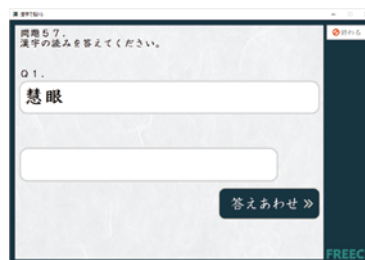 漢字で脳トレ
問題57.
漢字の読みを答えてください。
Q1.
慧眼
答えあわせ »
終わる
FREEC